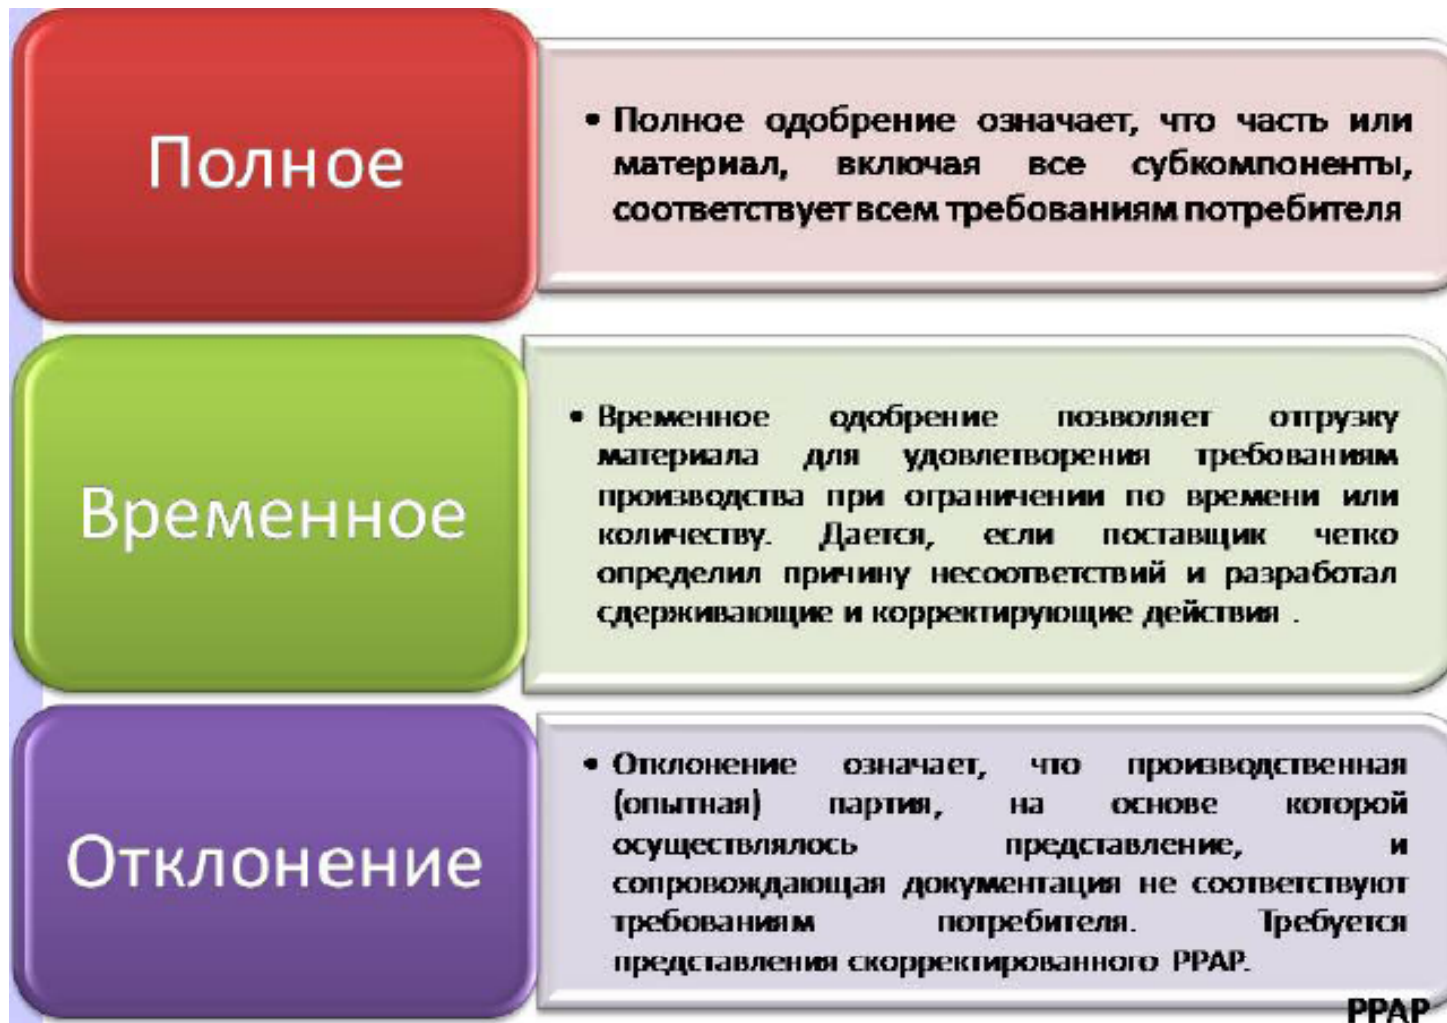 Полное
• Полное одобрение означает, что часть или
материал, включая все субкомпоненты,
соответствует всем требованиям потребителя
Временное
• Временное одобрение позволяет отгрузку
материала для удовлетворения требованиям
производства при ограничении по времени или
количеству. Дается, если поставщик четко
определил причину несоответствий и разработал
сдерживающие и корректирующие действия .
Отклонение
• Отклонение означает, что производственная
(опытная) партия, на основе которой
осуществлялось представление, и
сопровождающая документация не соответствуют
требованиям потребителя. Требуется
представления скорректированного PPAP.
PPAP